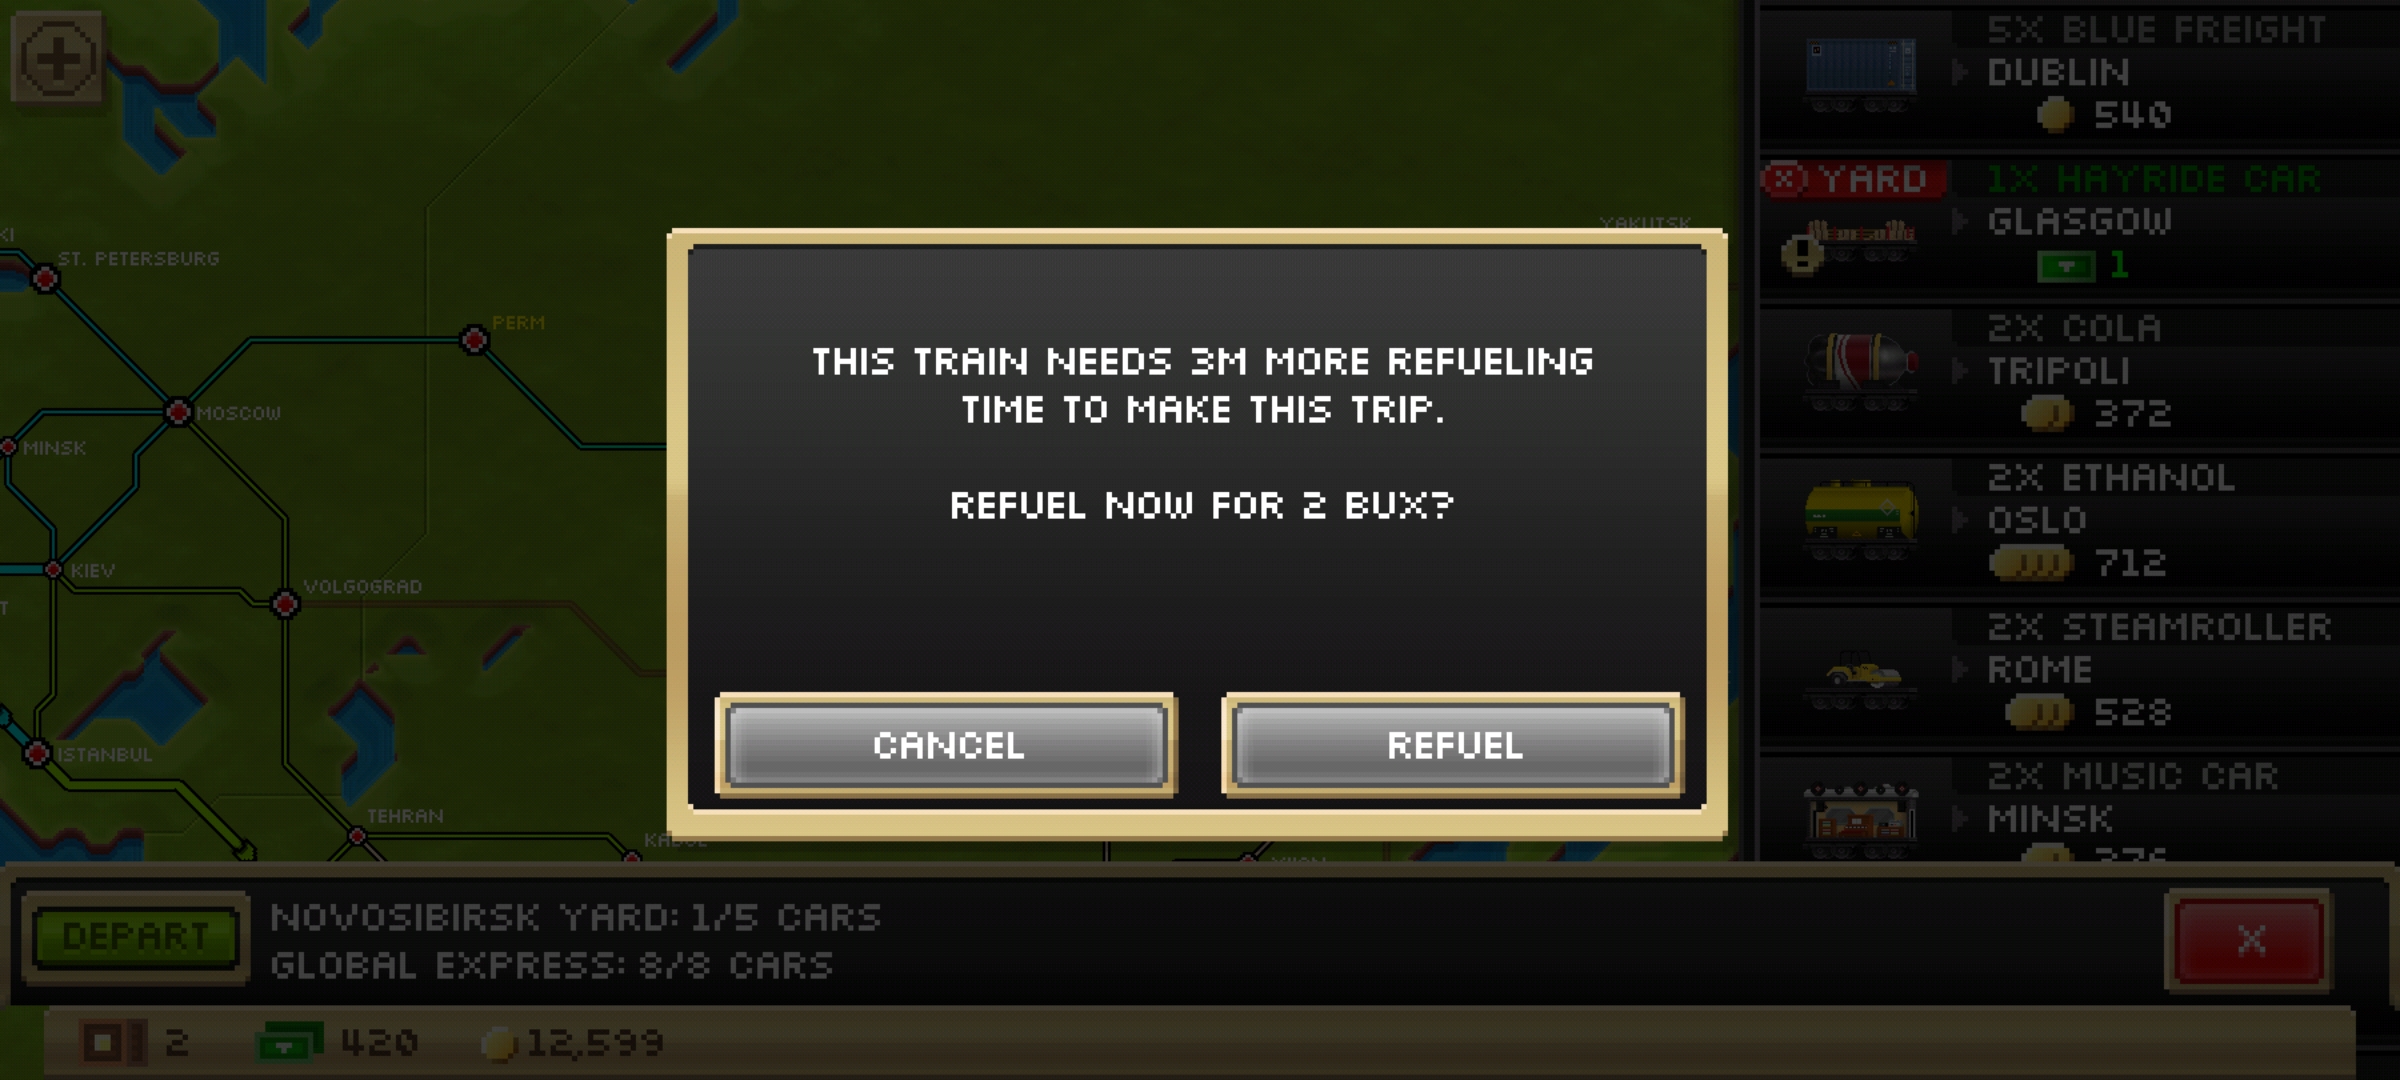 5X BLUE FREIGHT
DUBLIN
540
YARD
1X HAYRIDE CAR
GLASGOW
1
2X COLA
TRIPOLI
372
2X ETHANOL
OSLO
712
2X STEAMROLLER
ROME
528
2X MUSIC CAR
MINSK
376
YAKUTSK
ST. PETERSBURG
PERM
MOSCOW
MINSK
KIEV
VOLGOGRAD
ISTANBUL
TEHRAN
KABUL
THIS TRAIN NEEDS 3M MORE REFUELING
TIME TO MAKE THIS TRIP.
REFUEL NOW FOR 2 BUX?
CANCEL
REFUEL
DEPART
NOVOSIBIRSK YARD: 1/5 CARS
GLOBAL EXPRESS: 8/8 CARS
X
2
420
12,599